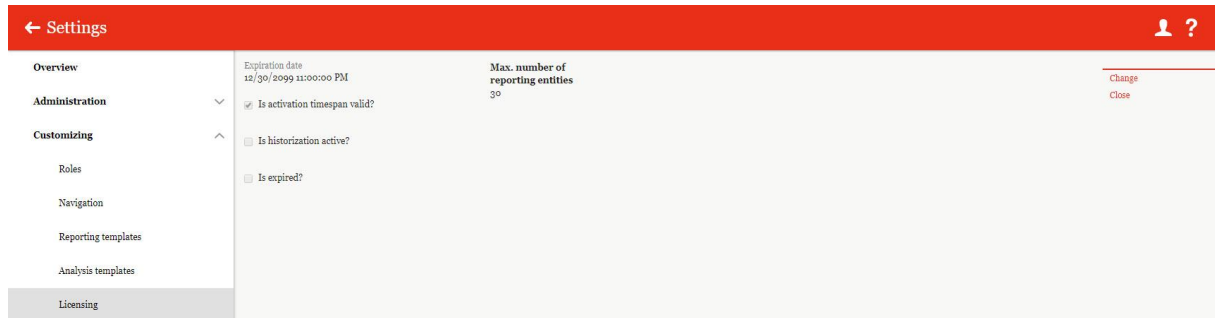 ← Settings
?
Overview
Administration
Customizing
Roles
Navigation
Reporting templates
Analysis templates
Licensing
Expiration date
12/30/2099 11:00:00 PM
Is activation timespan valid?
Is historization active?
Is expired?
Max. number of
reporting entities
30
Change
Close